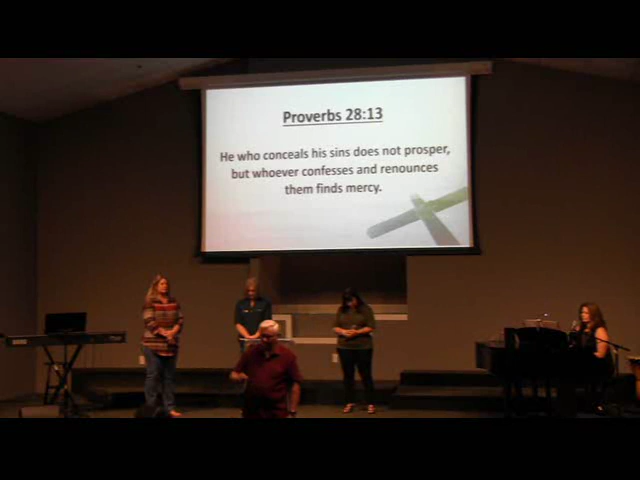 Proverbs 28:13
He who conceals his sins does not prosper,
but whoever confesses and renounces
them finds mercy.